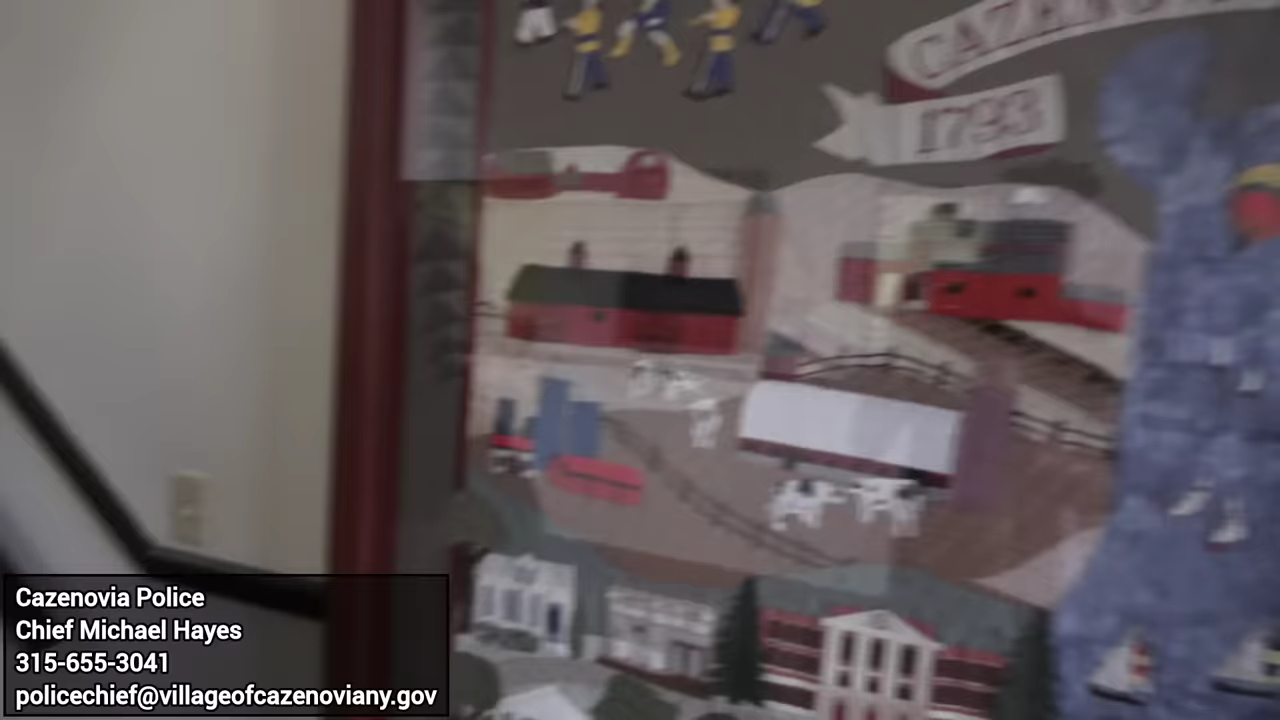 1793
Cazenovia Police
Chief Michael Hayes
315-655-3041
policechief@villageofcazenoviany.gov